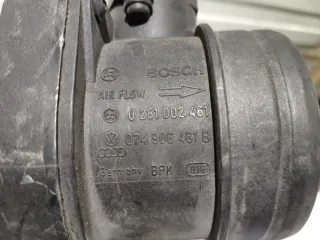 BOSCH
AIR FLOW
0 281 002 461
074 906 461 B
Germany BPK